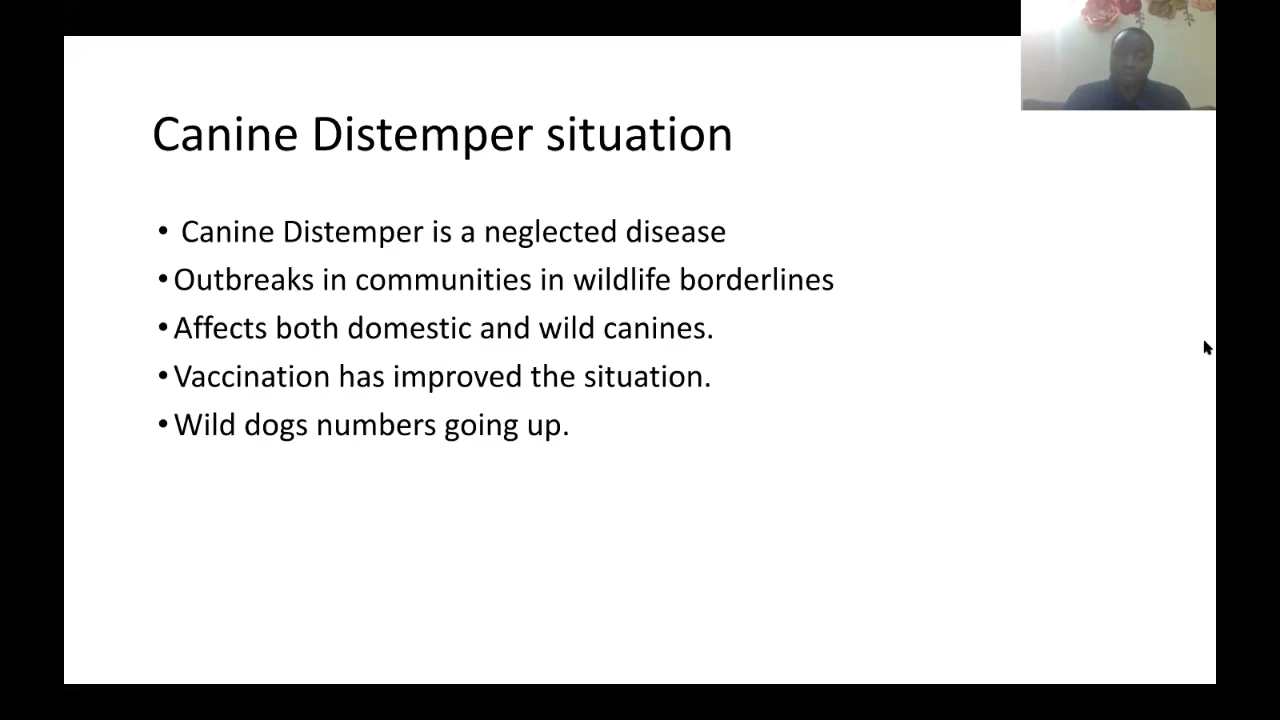 Canine Distemper situation
• Canine Distemper is a neglected disease
• Outbreaks in communities in wildlife borderlines
• Affects both domestic and wild canines.
• Vaccination has improved the situation.
• Wild dogs numbers going up.